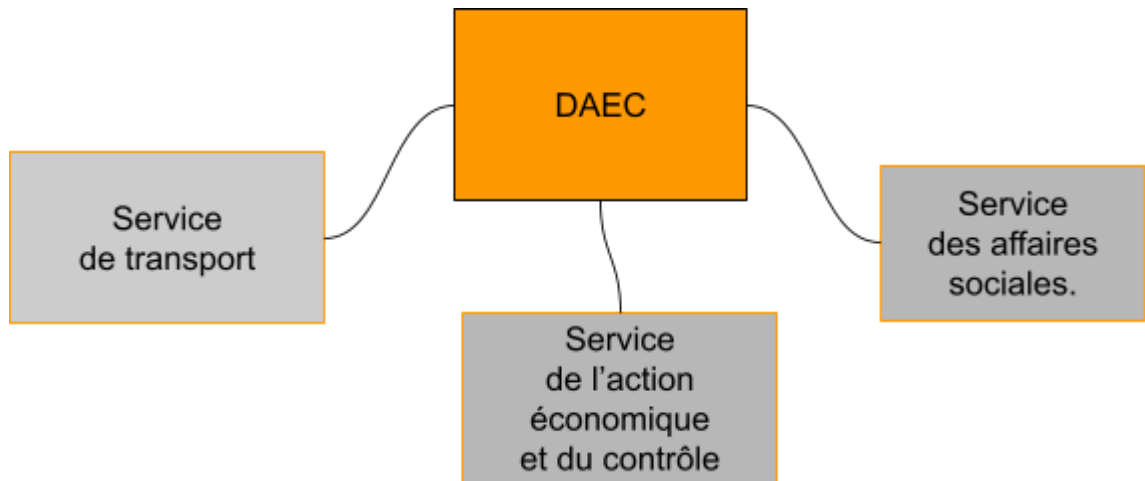 DAEC
Service
de transport
Service
des affaires
sociales.
Service
de l’action
économique
et du contrôle